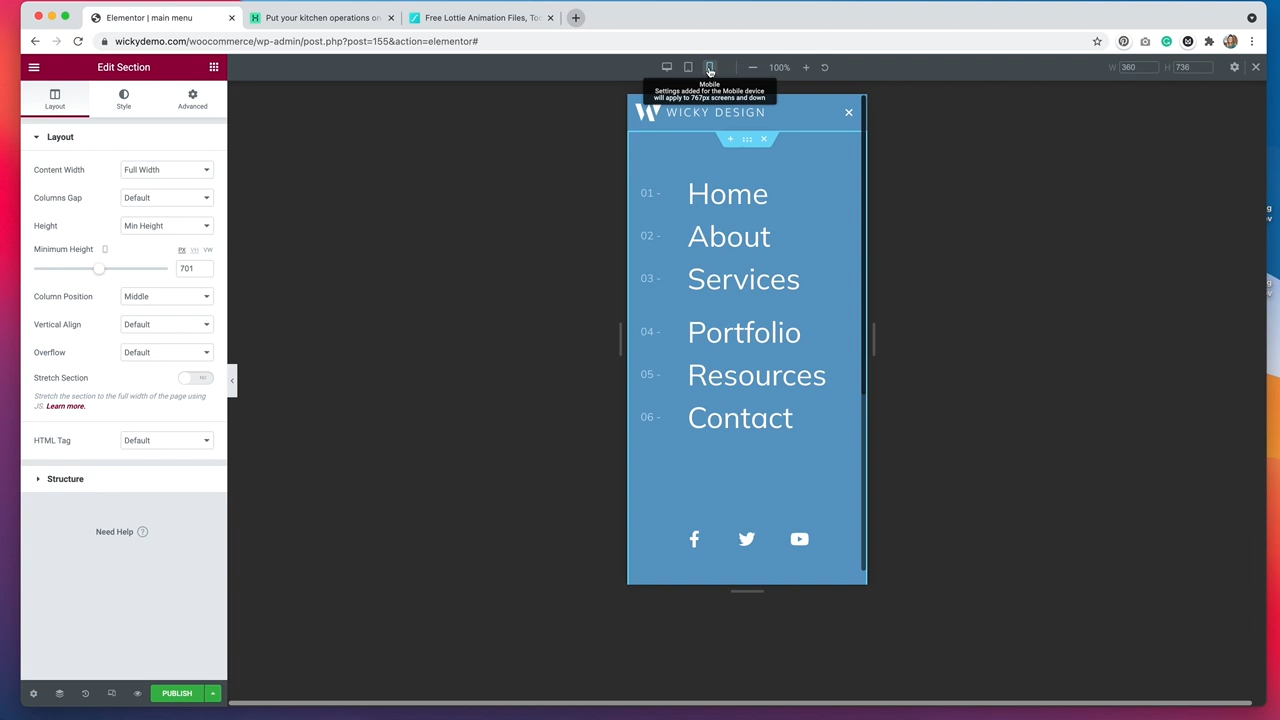 Elementor | main menu
Put your kitchen operations on
Free Lottie Animation Files, Too
wickydemo.com/woocommerce/wp-admin/post.php?post=155&action=elementor#
Edit Section
100%
W 360
H 736
Mobile
Settings added for the Mobile device
will apply to 767px screens and down
Layout
Style
Advanced
WICKY DESIGN
Layout
Content Width
Full Width
Columns Gap
Default
Height
Min Height
Minimum Height
PX VH VW
701
Column Position
Middle
Vertical Align
Default
Overflow
Default
Stretch Section
NO
Stretch the section to the full width of the page using
JS. Learn more.
HTML Tag
Default
Structure
Need Help
PUBLISH
01 - Home
02 - About
03 - Services
04 - Portfolio
05 - Resources
06 - Contact